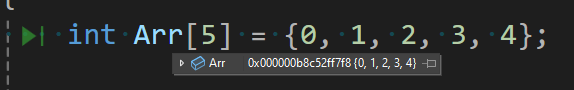 int Arr[5] = {0, 1, 2, 3, 4};
Arr 0x000000b8c52ff7f8 {0, 1, 2, 3, 4}